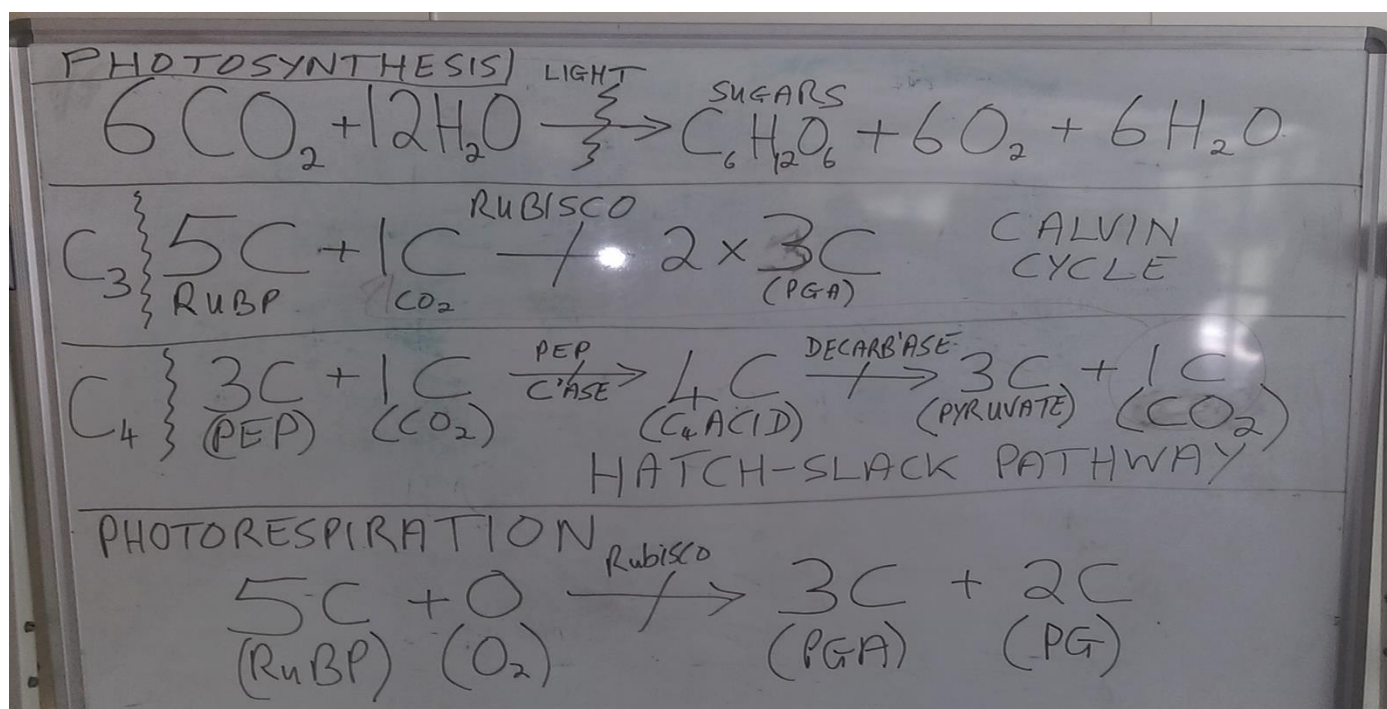 PHOTOSYNTHESIS
LIGHT
SUGARS
6CO₂ + 12H₂O → C₆H₁₂O₆ + 6O₂ + 6H₂O
RUBISCO
C₃ 5C + 1C → 2 × 3C CALVIN
RUBP CO₂ (PGA) CYCLE
PEP DECARB'ASE
C₄ 3C + 1C → 4C → 3C + 1C
C'ASE
(PEP) (CO₂) (C₄ ACID) (PYRUVATE) (CO₂)
HATCH-SLACK PATHWAY
PHOTORESPIRATION
Rubisco
5C + O → 3C + 2C
(RuBP) (O₂) (PGA) (PG)